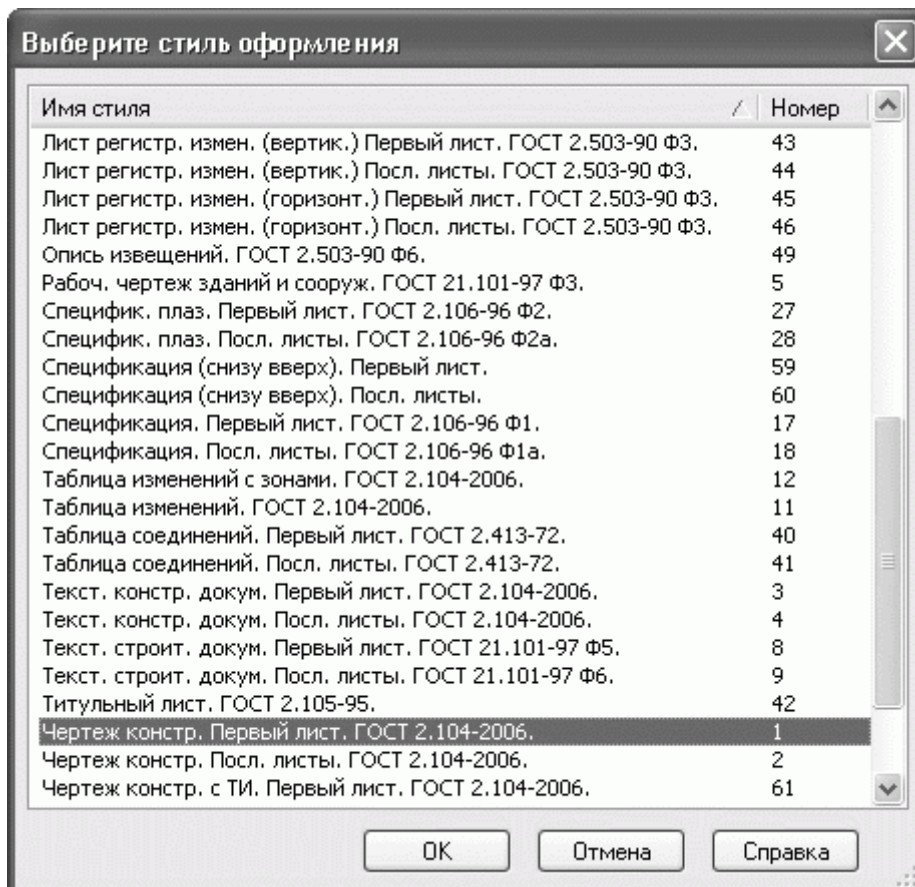 Выберите стиль оформления
Имя стиля Номер
Лист регистр. измен. (вертик.) Первый лист. ГОСТ 2.503-90 Ф3. 43
Лист регистр. измен. (вертик.) Посл. листы. ГОСТ 2.503-90 Ф3. 44
Лист регистр. измен. (горизонт.) Первый лист. ГОСТ 2.503-90 Ф3. 45
Лист регистр. измен. (горизонт.) Посл. листы. ГОСТ 2.503-90 Ф3. 46
Опись извещений. ГОСТ 2.503-90 Ф6. 49
Рабоч. чертеж зданий и сооруж. ГОСТ 21.101-97 Ф3. 5
Специфик. плаз. Первый лист. ГОСТ 2.106-96 Ф2. 27
Специфик. плаз. Посл. листы. ГОСТ 2.106-96 Ф2а. 28
Спецификация (снизу вверх). Первый лист. 59
Спецификация (снизу вверх). Посл. листы. 60
Спецификация. Первый лист. ГОСТ 2.106-96 Ф1. 17
Спецификация. Посл. листы. ГОСТ 2.106-96 Ф1а. 18
Таблица изменений с зонами. ГОСТ 2.104-2006. 12
Таблица изменений. ГОСТ 2.104-2006. 11
Таблица соединений. Первый лист. ГОСТ 2.413-72. 40
Таблица соединений. Посл. листы. ГОСТ 2.413-72. 41
Текст. констр. докум. Первый лист. ГОСТ 2.104-2006. 3
Текст. констр. докум. Посл. листы. ГОСТ 2.104-2006. 4
Текст. строит. докум. Первый лист. ГОСТ 21.101-97 Ф5. 8
Текст. строит. докум. Посл. листы. ГОСТ 21.101-97 Ф6. 9
Титульный лист. ГОСТ 2.105-95. 42
Чертеж констр. Первый лист. ГОСТ 2.104-2006. 1
Чертеж констр. Посл. листы. ГОСТ 2.104-2006. 2
Чертеж констр. с ТИ. Первый лист. ГОСТ 2.104-2006. 61
ОК Отмена Справка